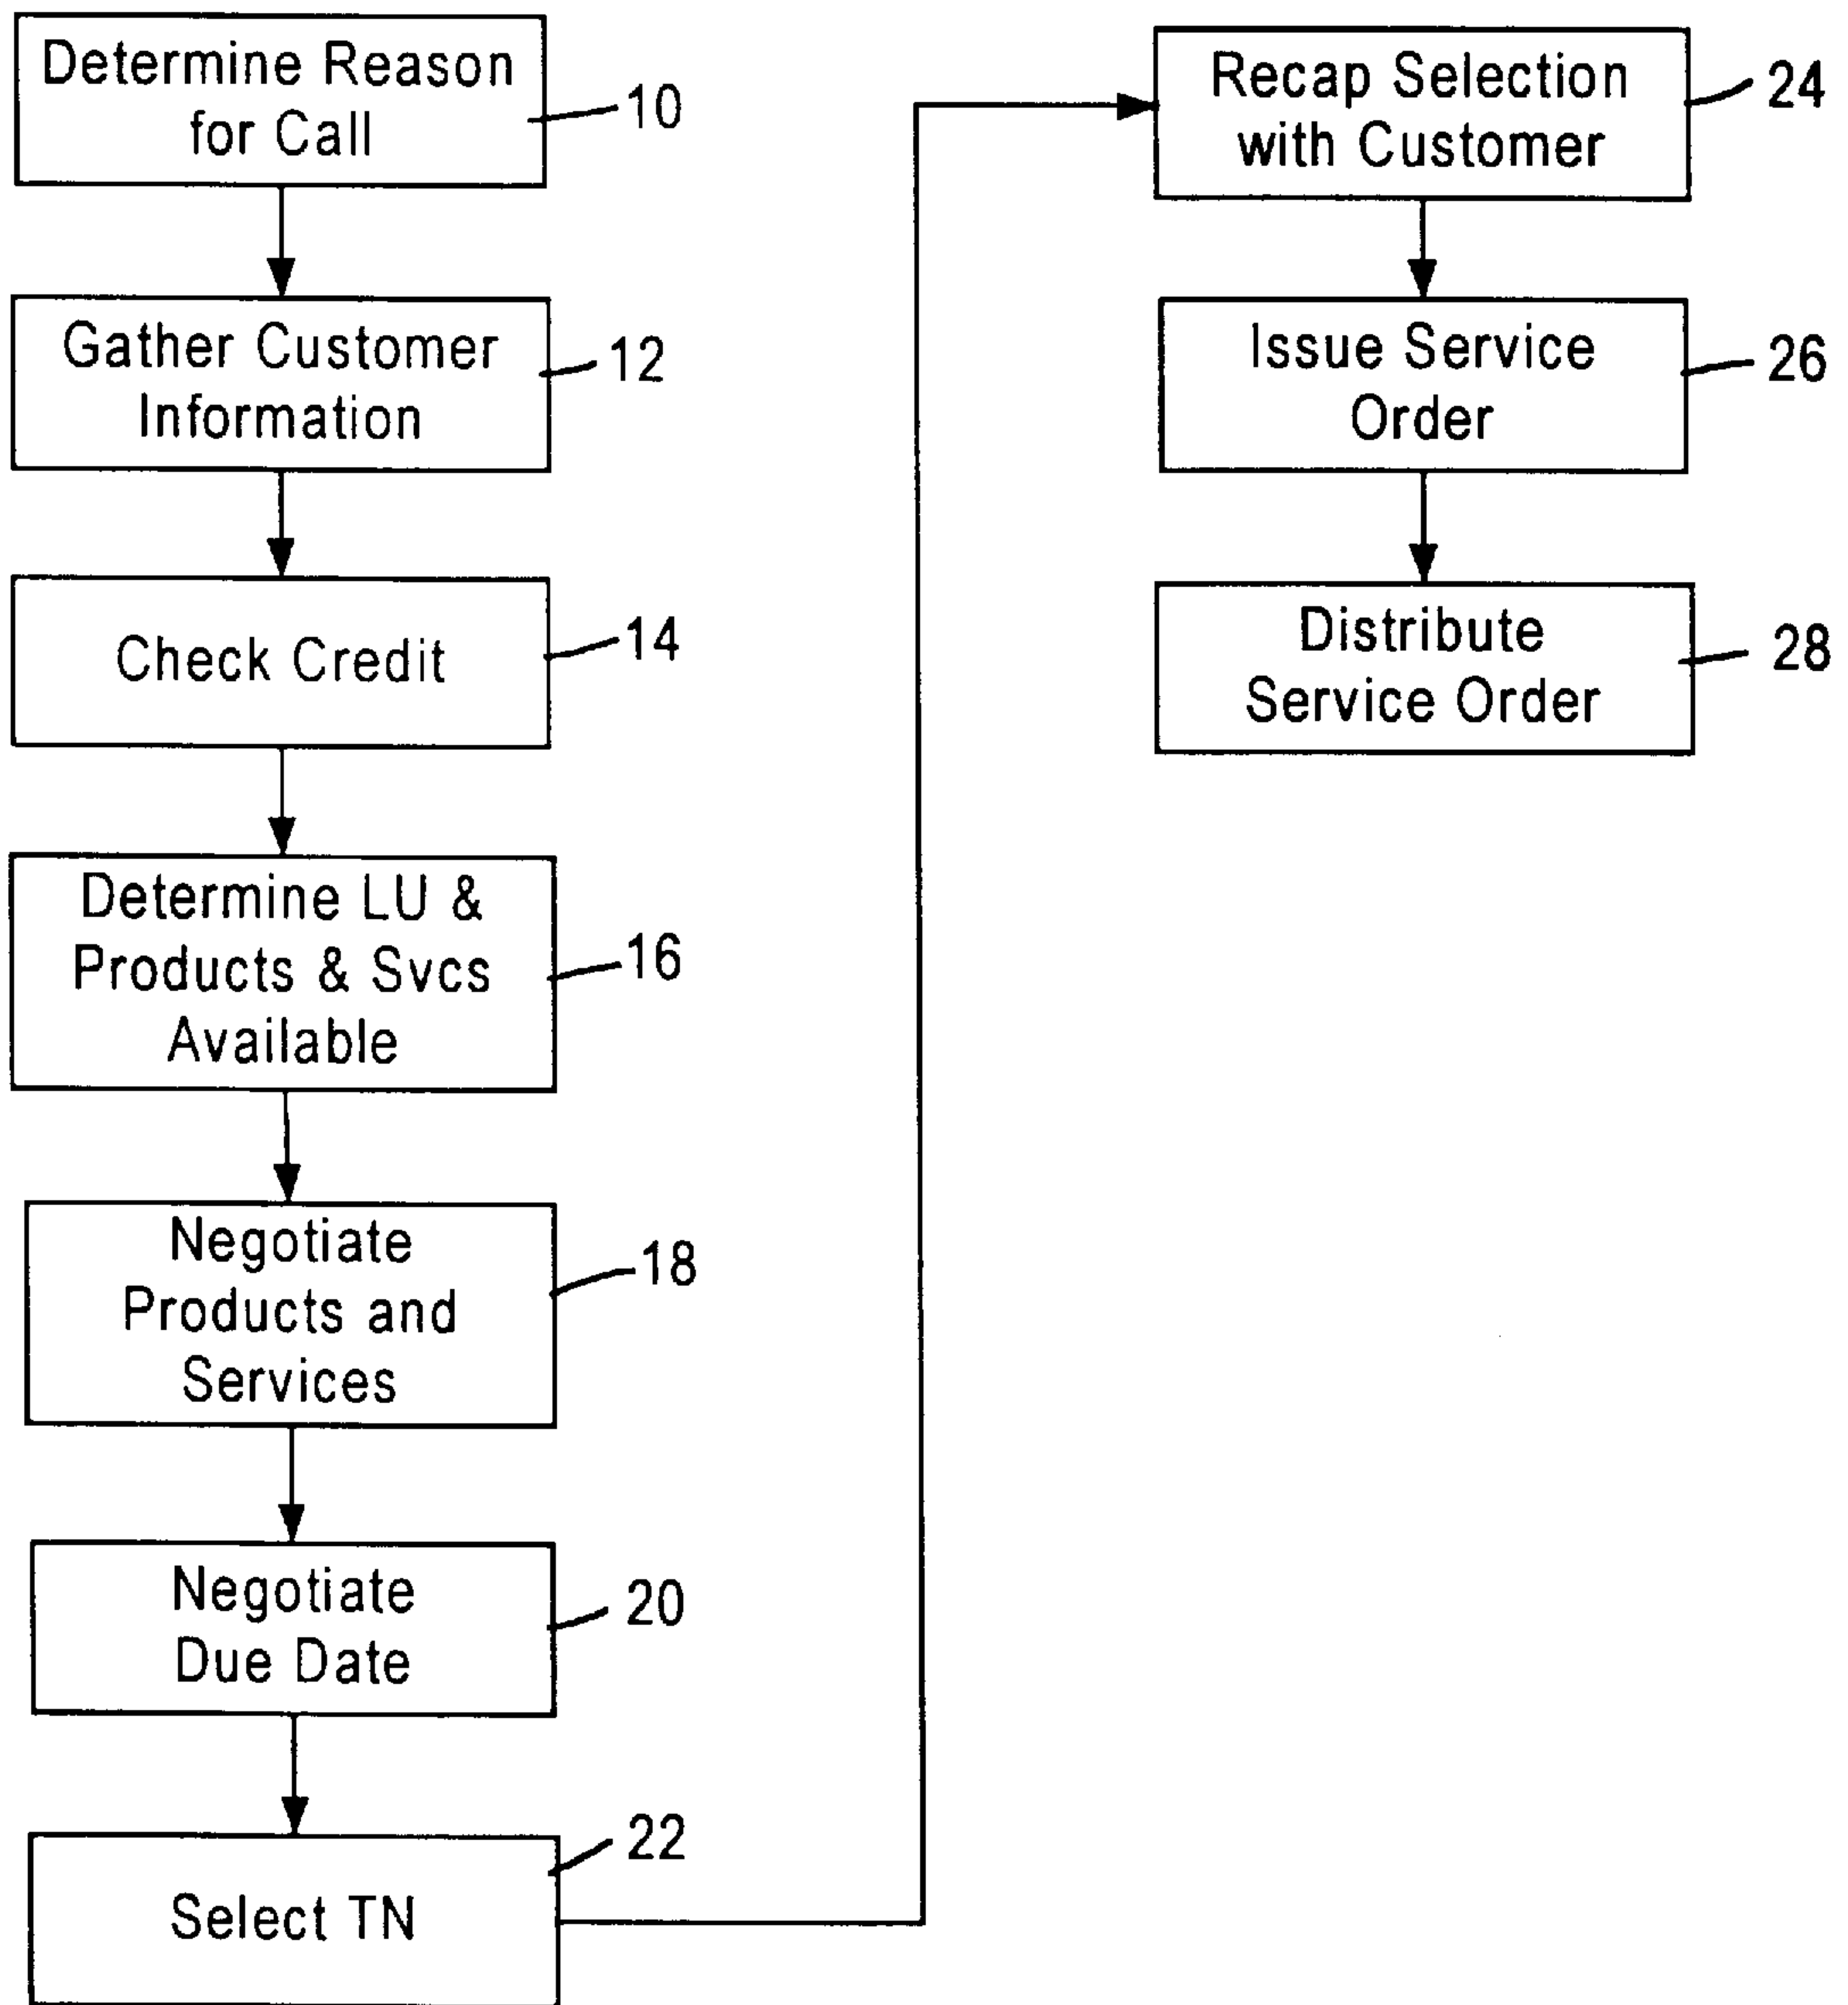 Determine Reason
for Call
10
Gather Customer
Information
12
Check Credit
14
Determine LU &
Products & Svcs
Available
16
Negotiate
Products and
Services
18
Negotiate
Due Date
20
Select TN
22
Recap Selection
with Customer
24
Issue Service
Order
26
Distribute
Service Order
28